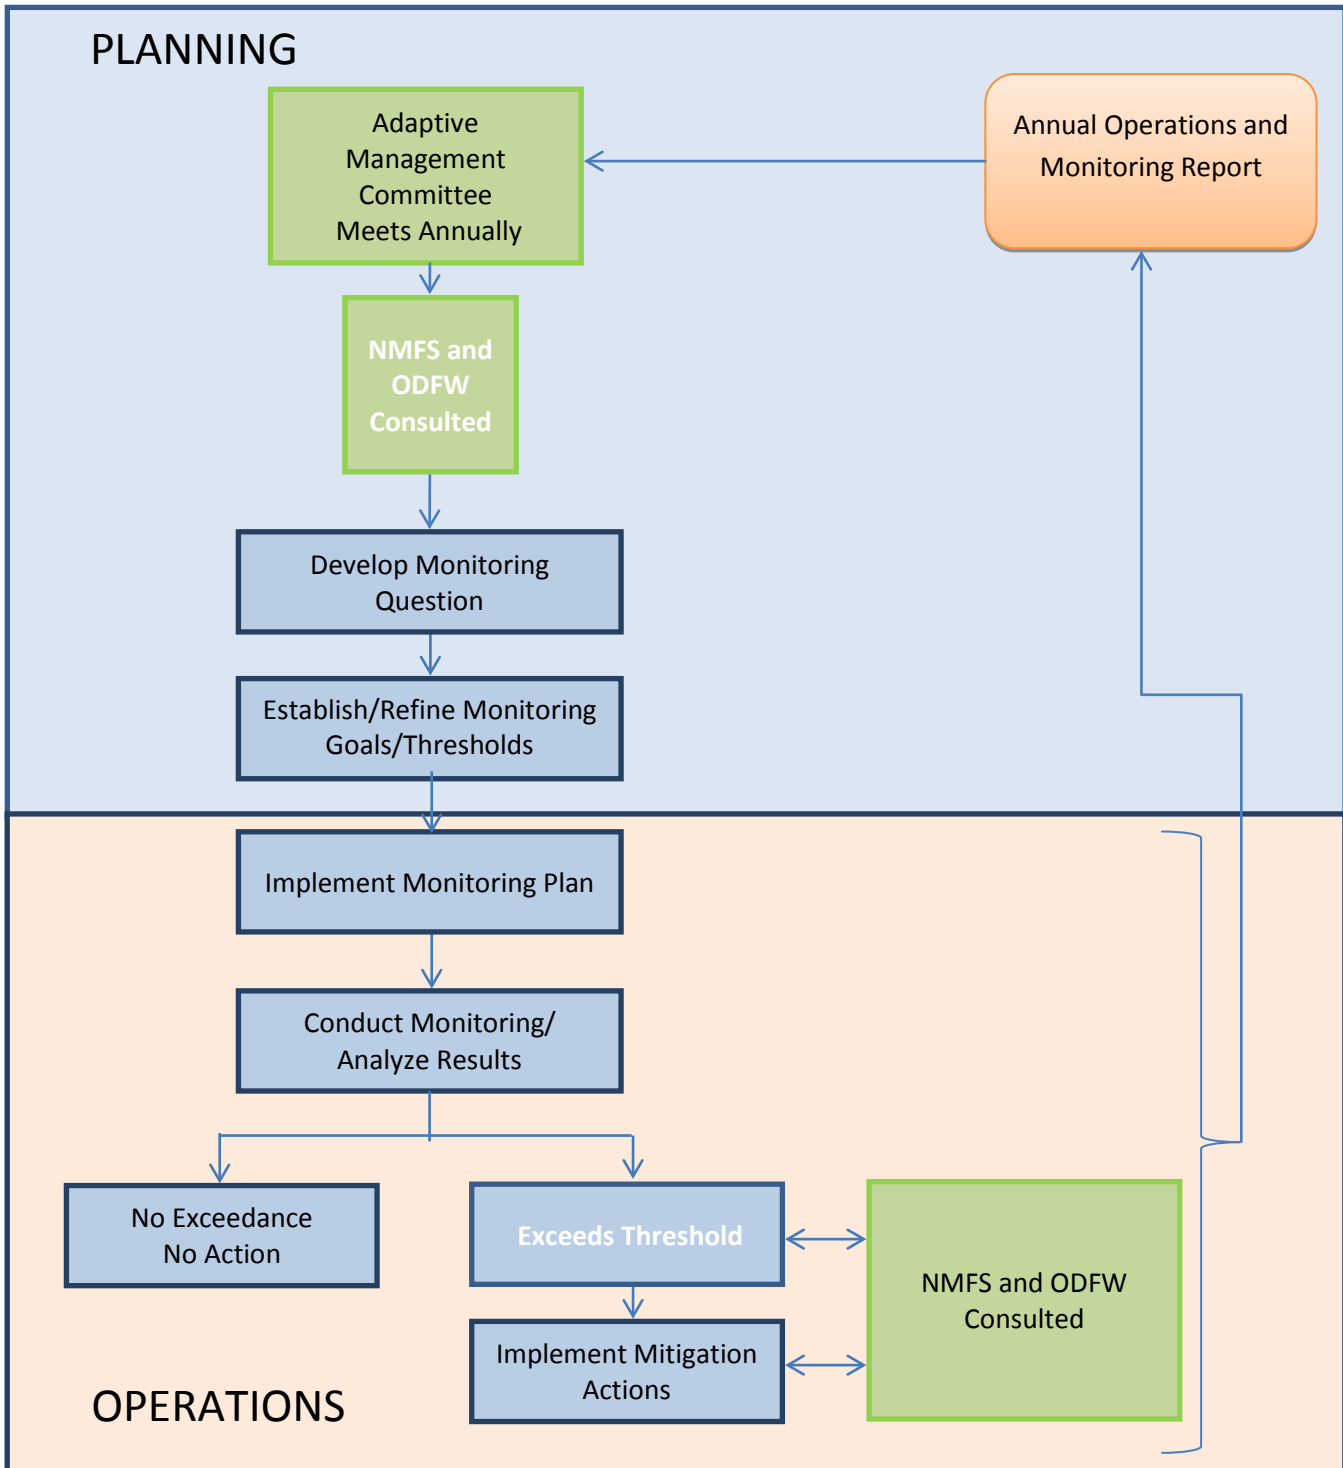 PLANNING
Adaptive
Management
Committee
Meets Annually
Annual Operations and
Monitoring Report
NMFS and
ODFW
Consulted
Develop Monitoring
Question
Establish/Refine Monitoring
Goals/Thresholds
Implement Monitoring Plan
Conduct Monitoring/
Analyze Results
No Exceedance
No Action
Exceeds Threshold
NMFS and ODFW
Consulted
Implement Mitigation
Actions
OPERATIONS